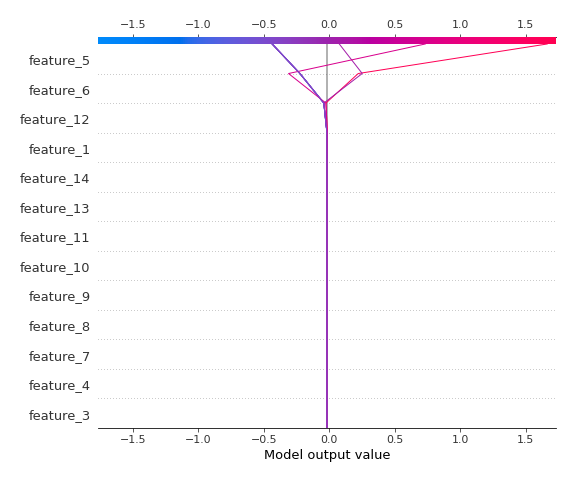 −1.5 −1.0 −0.5 0.0 0.5 1.0 1.5
feature_5
feature_6
feature_12
feature_1
feature_14
feature_13
feature_11
feature_10
feature_9
feature_8
feature_7
feature_4
feature_3
−1.5 −1.0 −0.5 0.0 0.5 1.0 1.5
Model output value